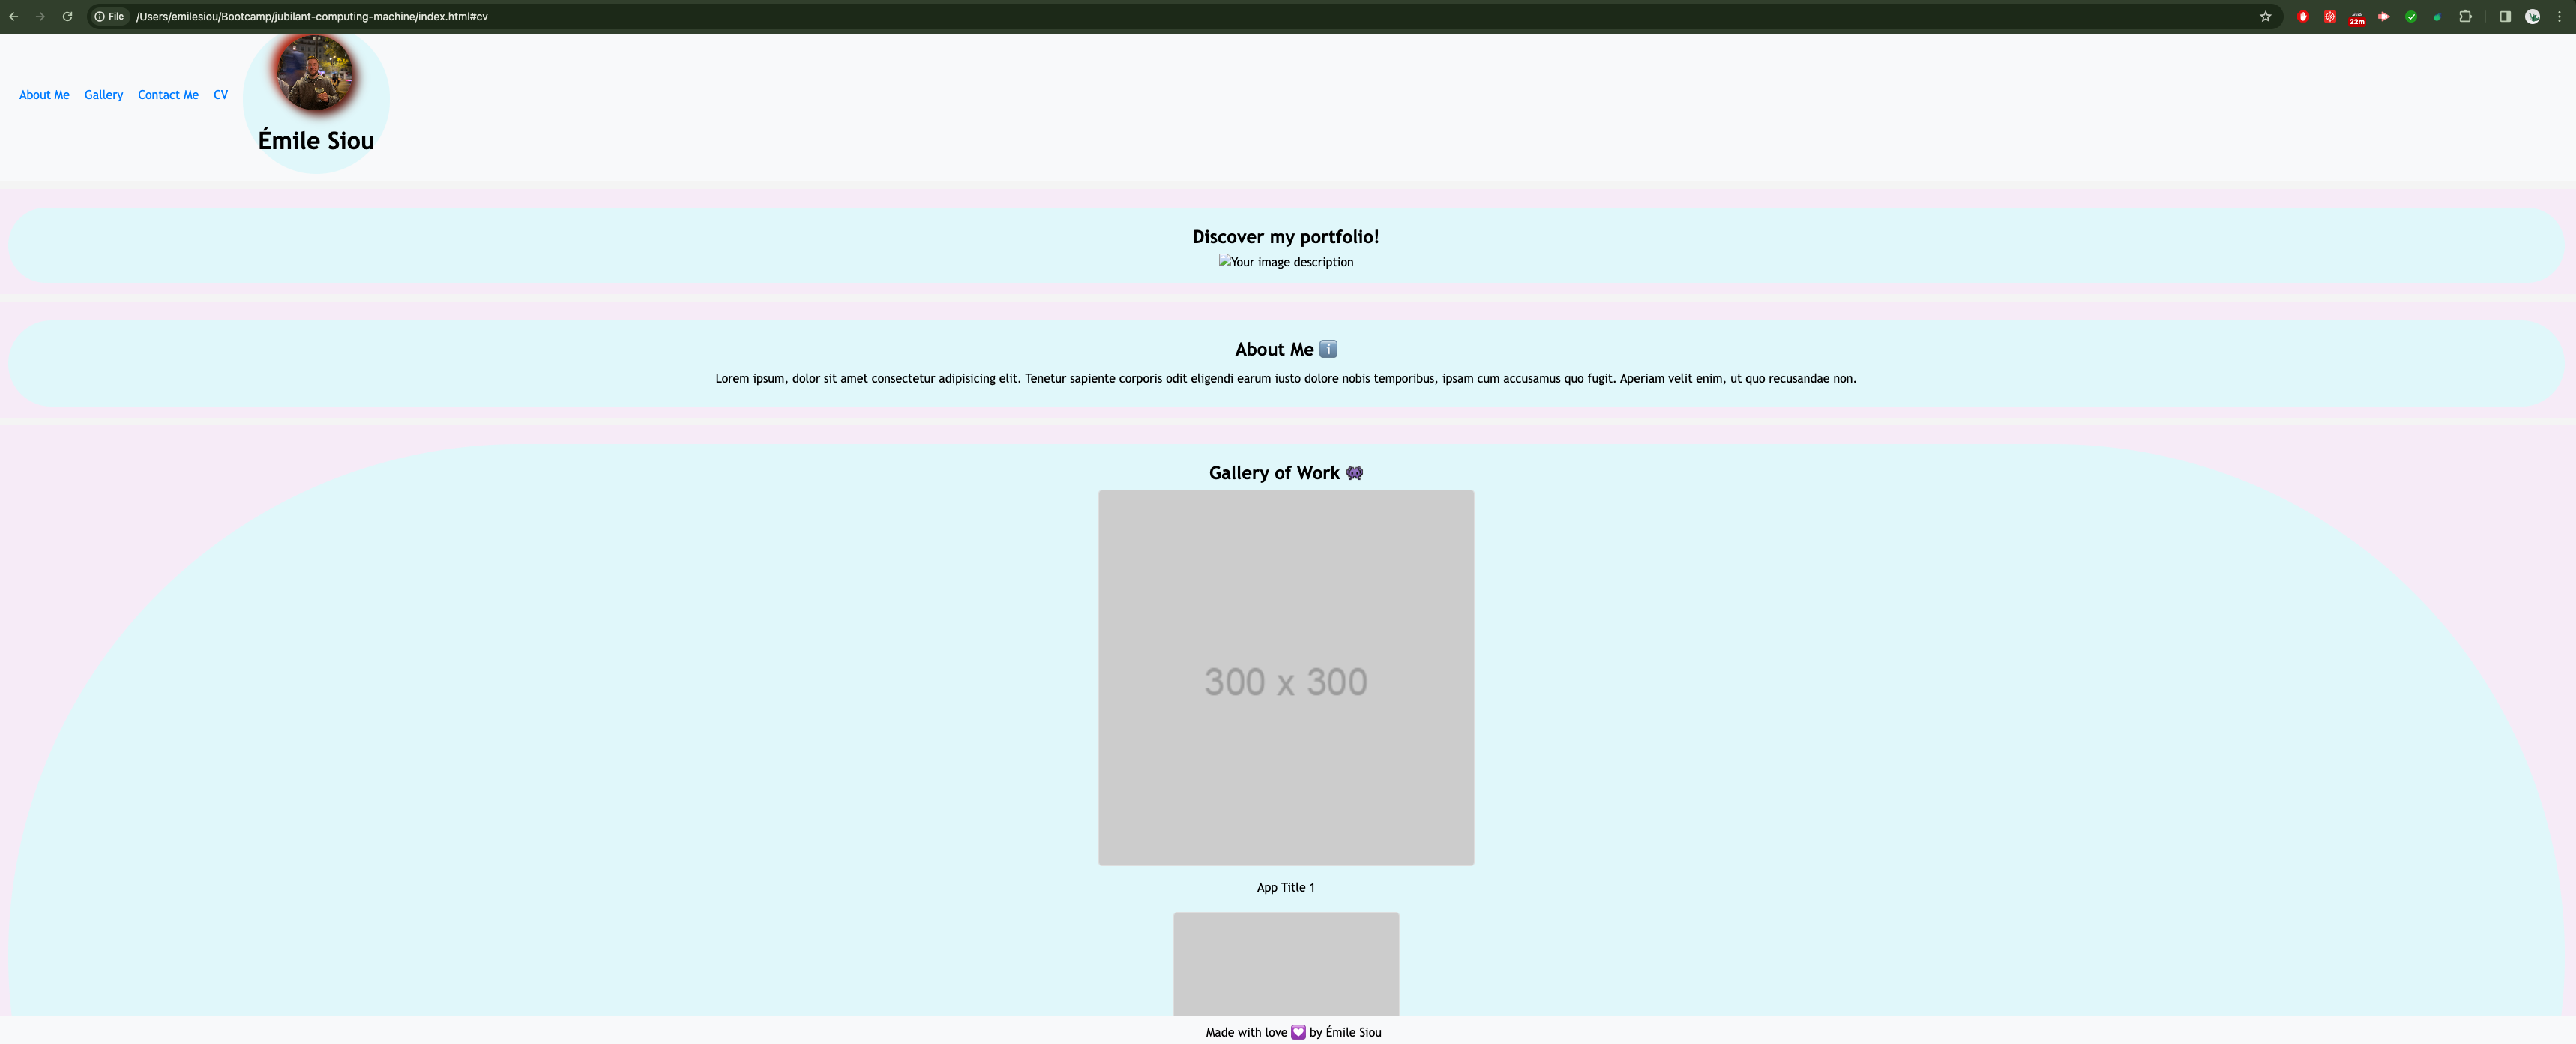 File /Users/emilesiou/Bootcamp/jubilant-computing-machine/index.html#cv
22m
About Me Gallery Contact Me CV
Émile Siou
Discover my portfolio!
Your image description
About Me ℹ️
Lorem ipsum, dolor sit amet consectetur adipisicing elit. Tenetur sapiente corporis odit eligendi earum iusto dolore nobis temporibus, ipsam cum accusamus quo fugit. Aperiam velit enim, ut quo recusandae non.
Gallery of Work 👾
300 x 300
App Title 1
Made with love 💟 by Émile Siou